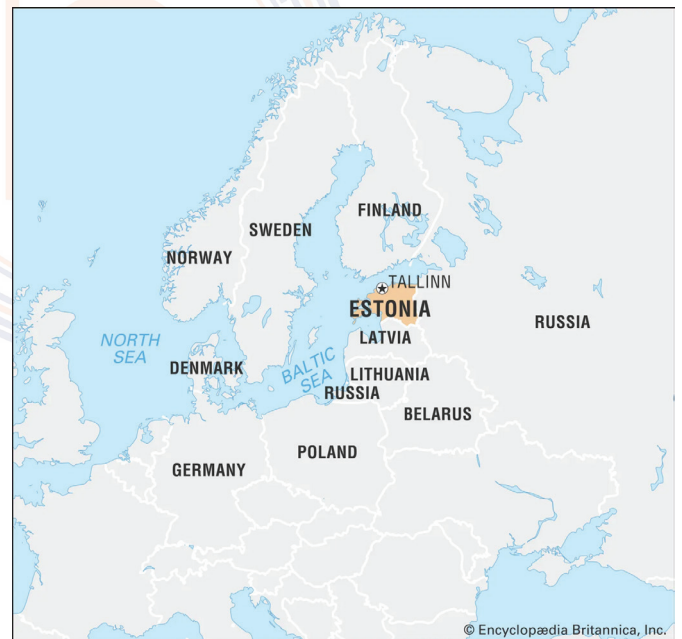 FINLAND
SWEDEN
NORWAY
TALLINN
ESTONIA
RUSSIA
NORTH
SEA
LATVIA
DENMARK
BALTIC
SEA
LITHUANIA
RUSSIA
BELARUS
POLAND
GERMANY
© Encyclopædia Britannica, Inc.